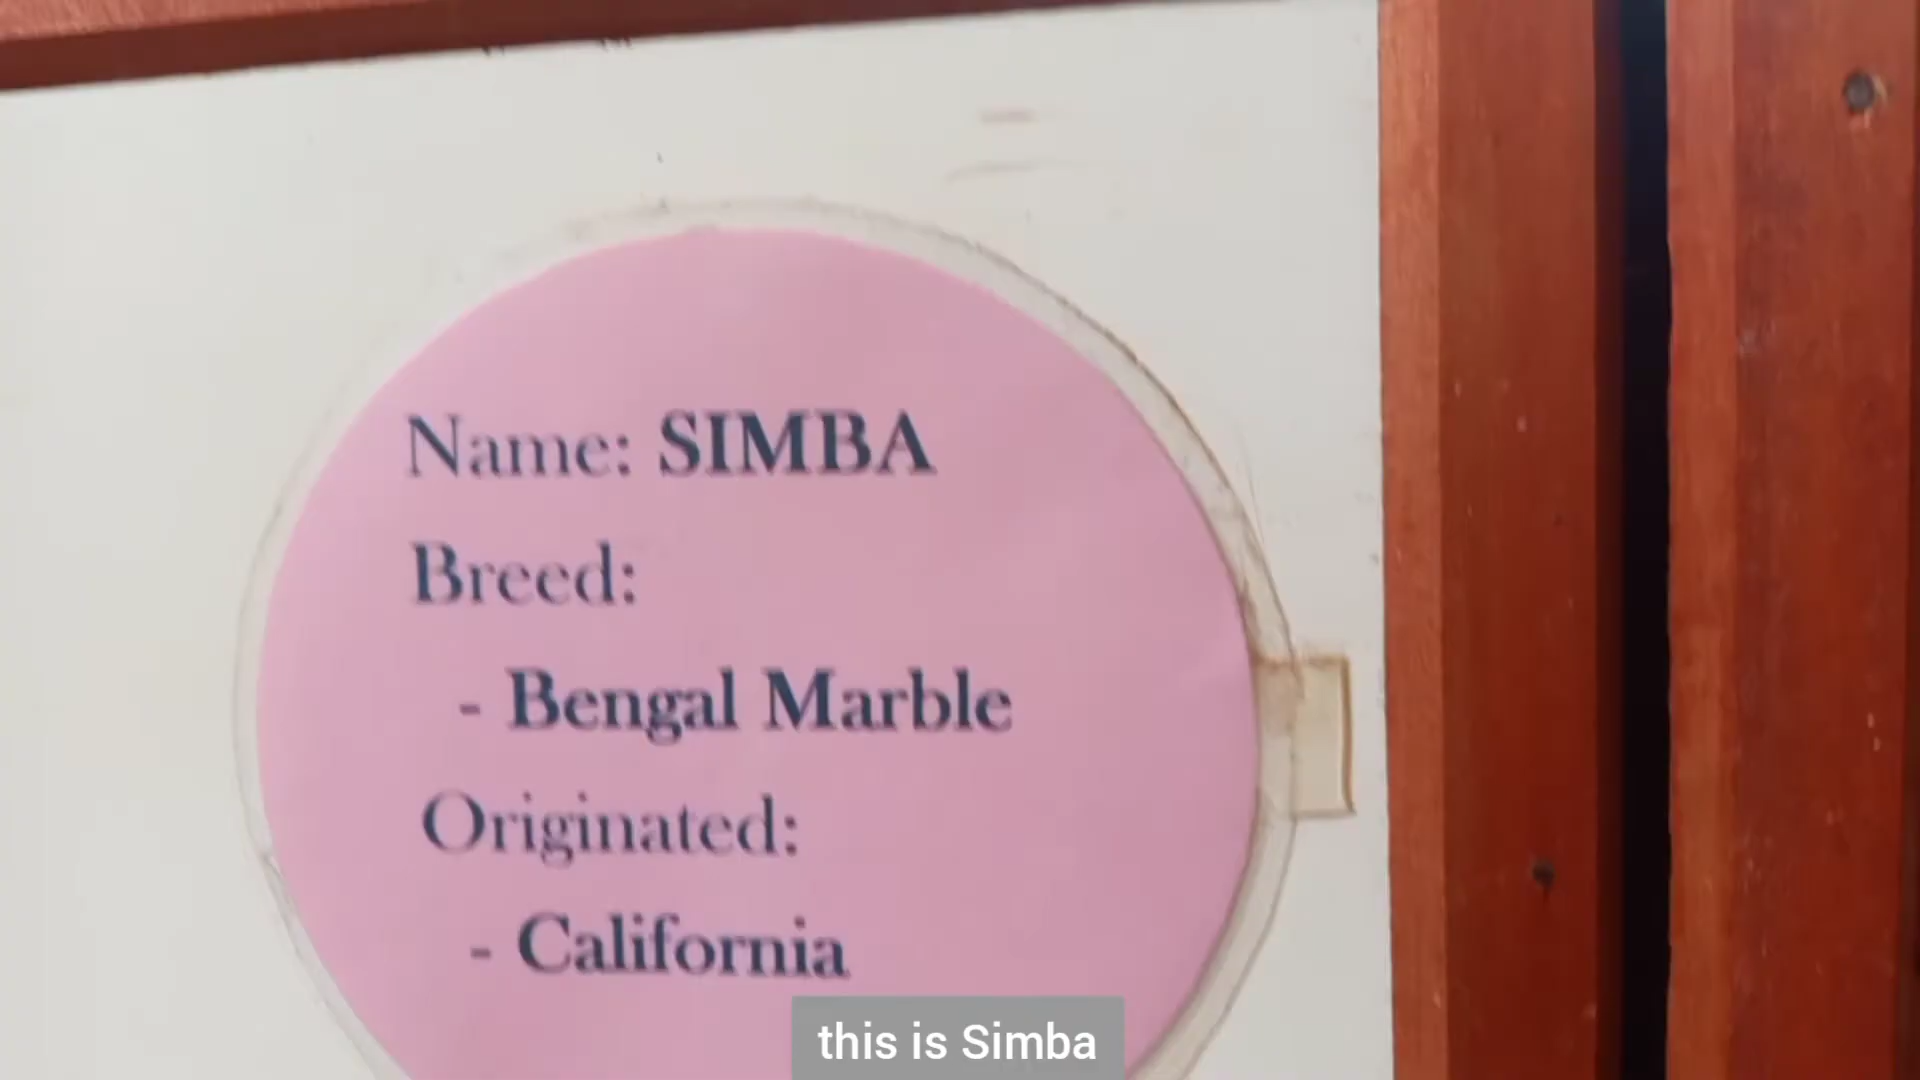 Name: SIMBA
Breed:
- Bengal Marble
Originated:
- California
this is Simba